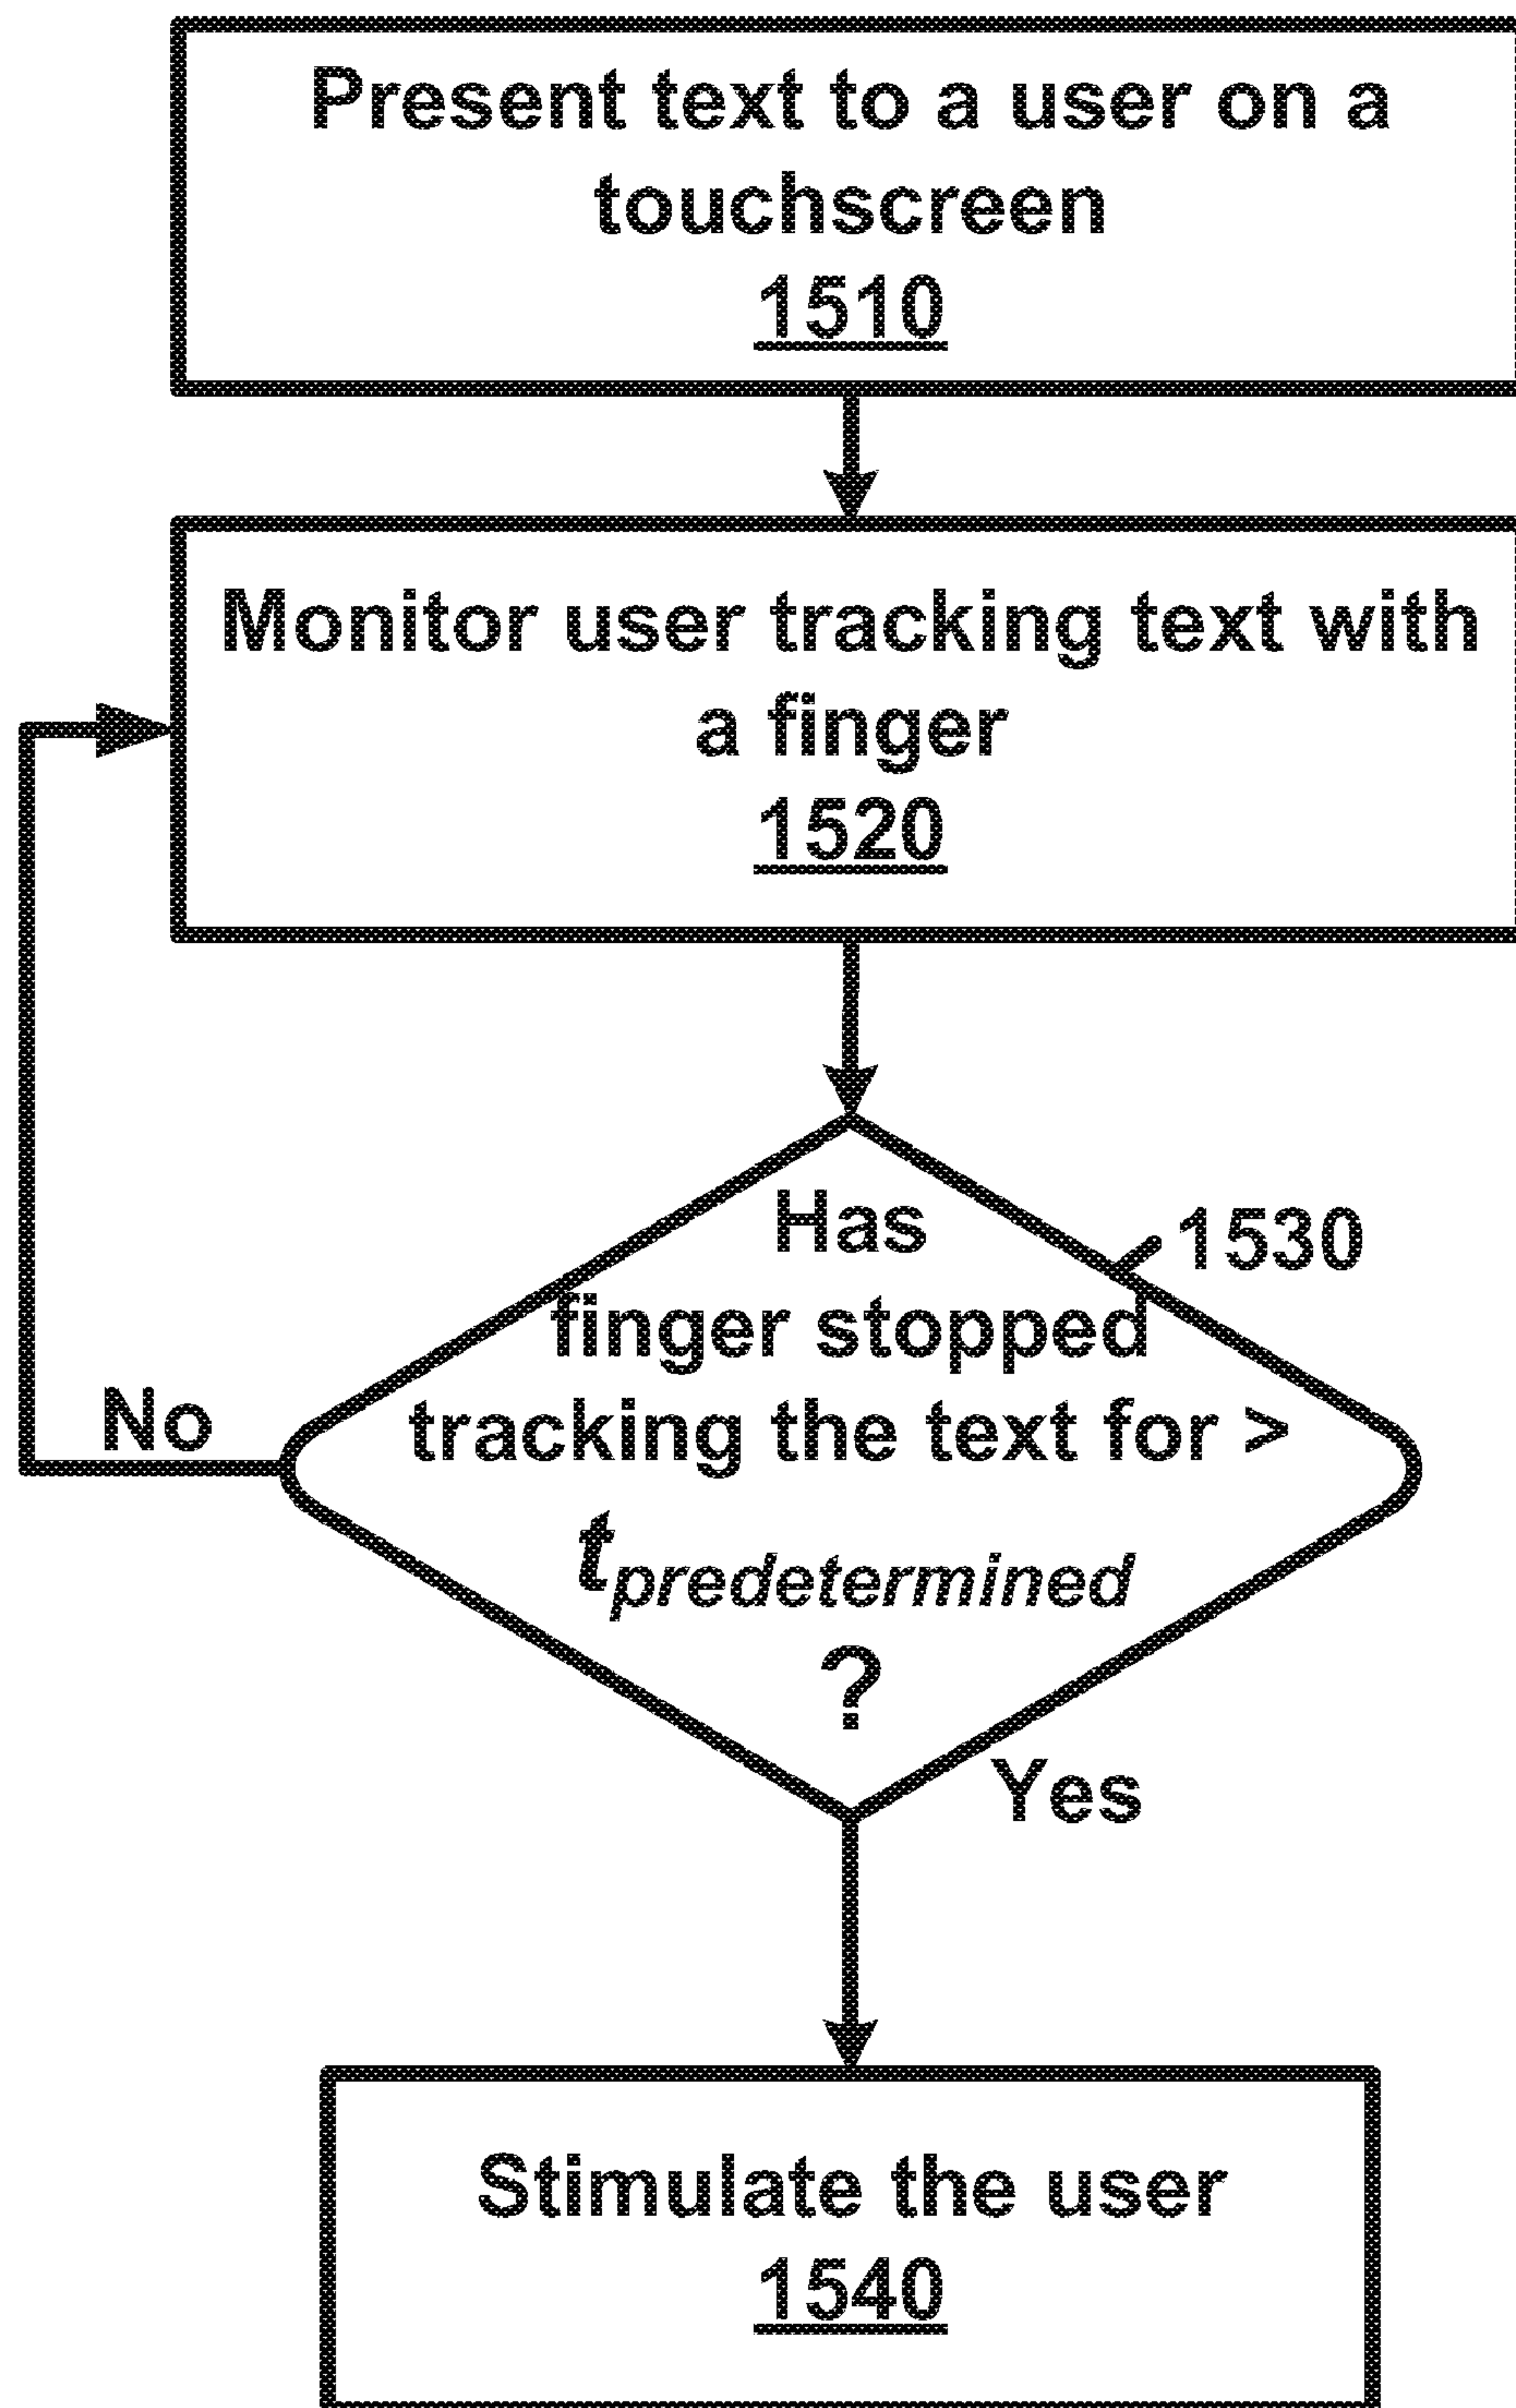 Present text to a user on a
touchscreen
1510
Monitor user tracking text with
a finger
1520
Has
1530
finger stopped
tracking the text for >
No
tpredetermined
?
Yes
Stimulate the user
1540